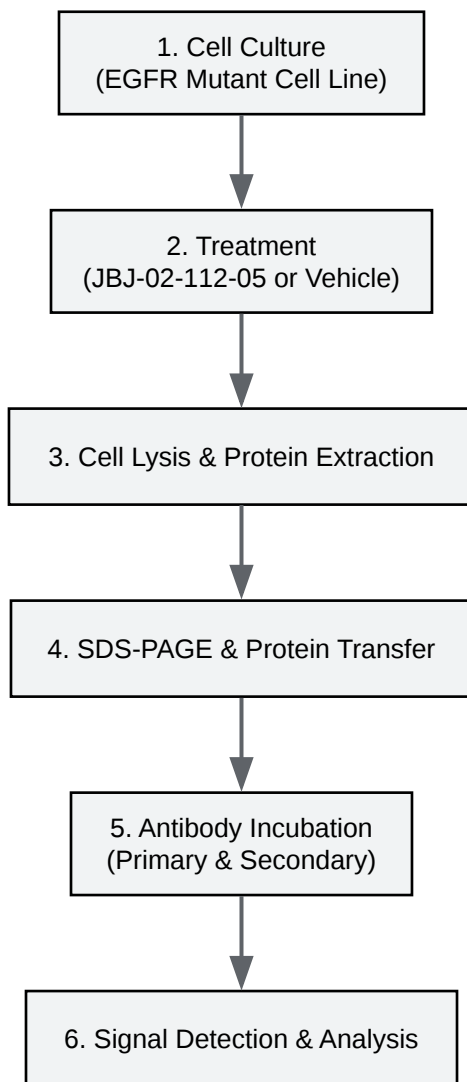 1. Cell Culture
(EGFR Mutant Cell Line)
2. Treatment
(JBJ-02-112-05 or Vehicle)
3. Cell Lysis & Protein Extraction
4. SDS-PAGE & Protein Transfer
5. Antibody Incubation
(Primary & Secondary)
6. Signal Detection & Analysis